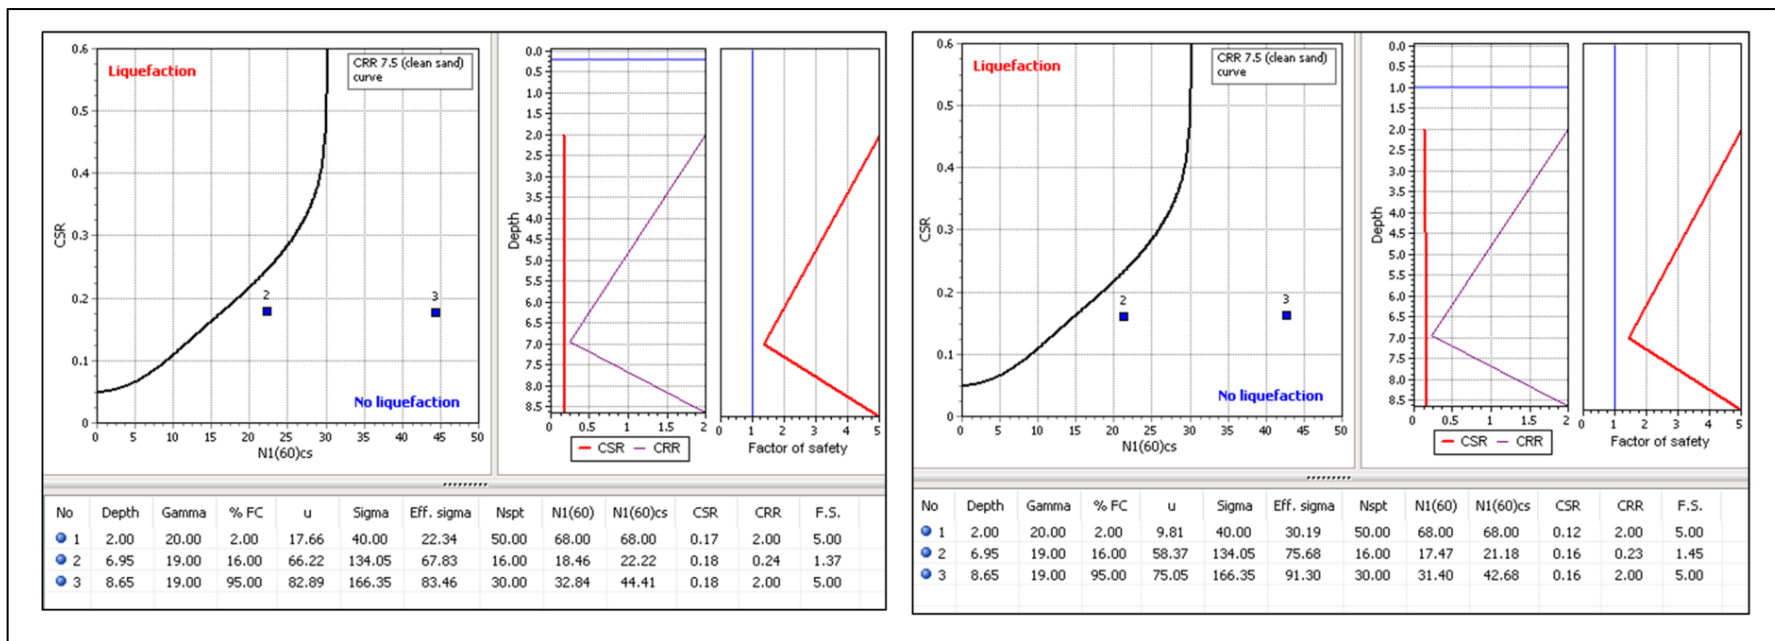 0.6
0.5
0.4
0.3
0.2
0.1
0
CSR
Liquefaction
CRR 7.5 (clean sand)
curve
2
3
No liquefaction
0 5 10 15 20 25 30 35 40 45 50
N1(60)cs
0.0
0.5
1.0
1.5
2.0
2.5
3.0
3.5
4.0
4.5
5.0
5.5
6.0
6.5
7.0
7.5
8.0
8.5
Depth
0 0.5 1 1.5 2
CSR CRR
0 1 2 3 4 5
Factor of safety
No Depth Gamma % FC u Sigma Eff. sigma Nspt N1(60) N1(60)cs CSR CRR F.S.
1 2.00 20.00 2.00 17.66 40.00 22.34 50.00 68.00 68.00 0.17 2.00 5.00
2 6.95 19.00 16.00 66.22 134.05 67.83 16.00 18.46 22.22 0.18 0.24 1.37
3 8.65 19.00 95.00 82.89 166.35 83.46 30.00 32.84 44.41 0.18 2.00 5.00
0.6
0.5
0.4
0.3
0.2
0.1
0
CSR
Liquefaction
CRR 7.5 (clean sand)
curve
2
3
No liquefaction
0 5 10 15 20 25 30 35 40 45 50
N1(60)cs
0.0
0.5
1.0
1.5
2.0
2.5
3.0
3.5
4.0
4.5
5.0
5.5
6.0
6.5
7.0
7.5
8.0
8.5
Depth
0 0.5 1 1.5 2
CSR CRR
0 1 2 3 4 5
Factor of safety
No Depth Gamma % FC u Sigma Eff. sigma Nspt N1(60) N1(60)cs CSR CRR F.S.
1 2.00 20.00 2.00 9.81 40.00 30.19 50.00 68.00 68.00 0.12 2.00 5.00
2 6.95 19.00 16.00 58.37 134.05 75.68 16.00 17.47 21.18 0.16 0.23 1.45
3 8.65 19.00 95.00 75.05 166.35 91.30 30.00 31.40 42.68 0.16 2.00 5.00